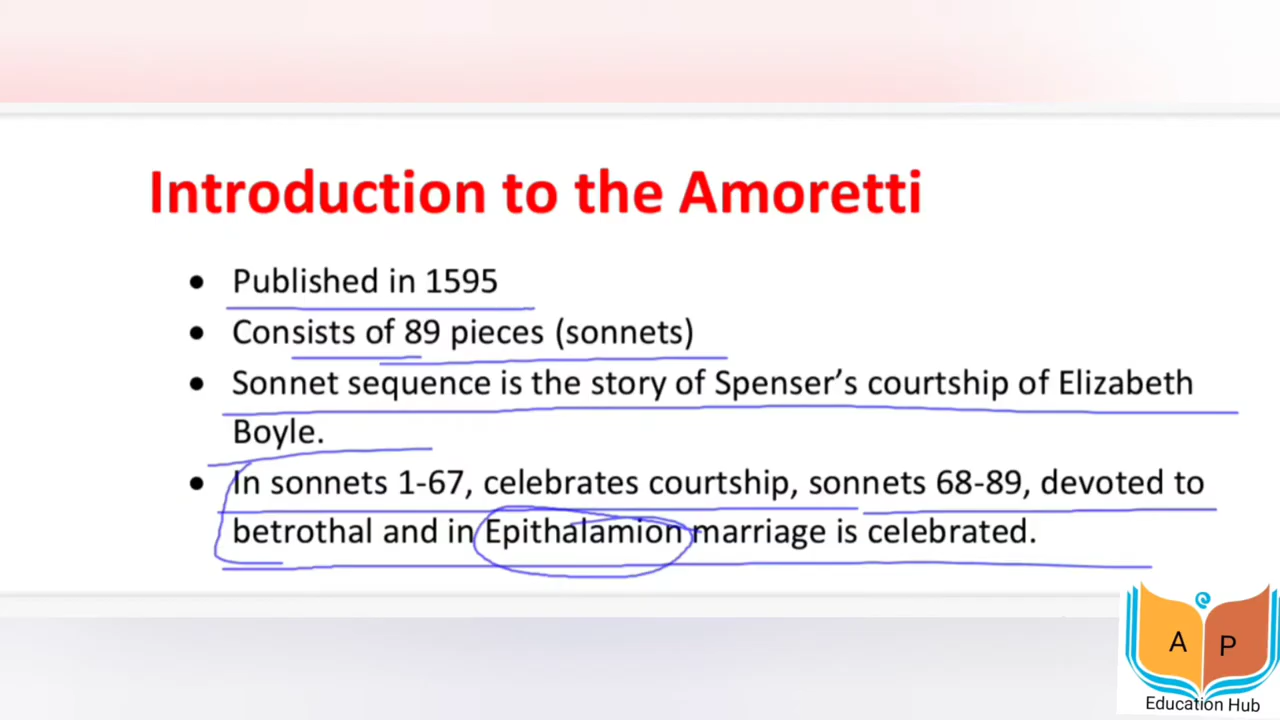 Introduction to the Amoretti
• Published in 1595
• Consists of 89 pieces (sonnets)
• Sonnet sequence is the story of Spenser’s courtship of Elizabeth
Boyle.
• In sonnets 1-67, celebrates courtship, sonnets 68-89, devoted to
betrothal and in Epithalamion marriage is celebrated.
A P
Education Hub